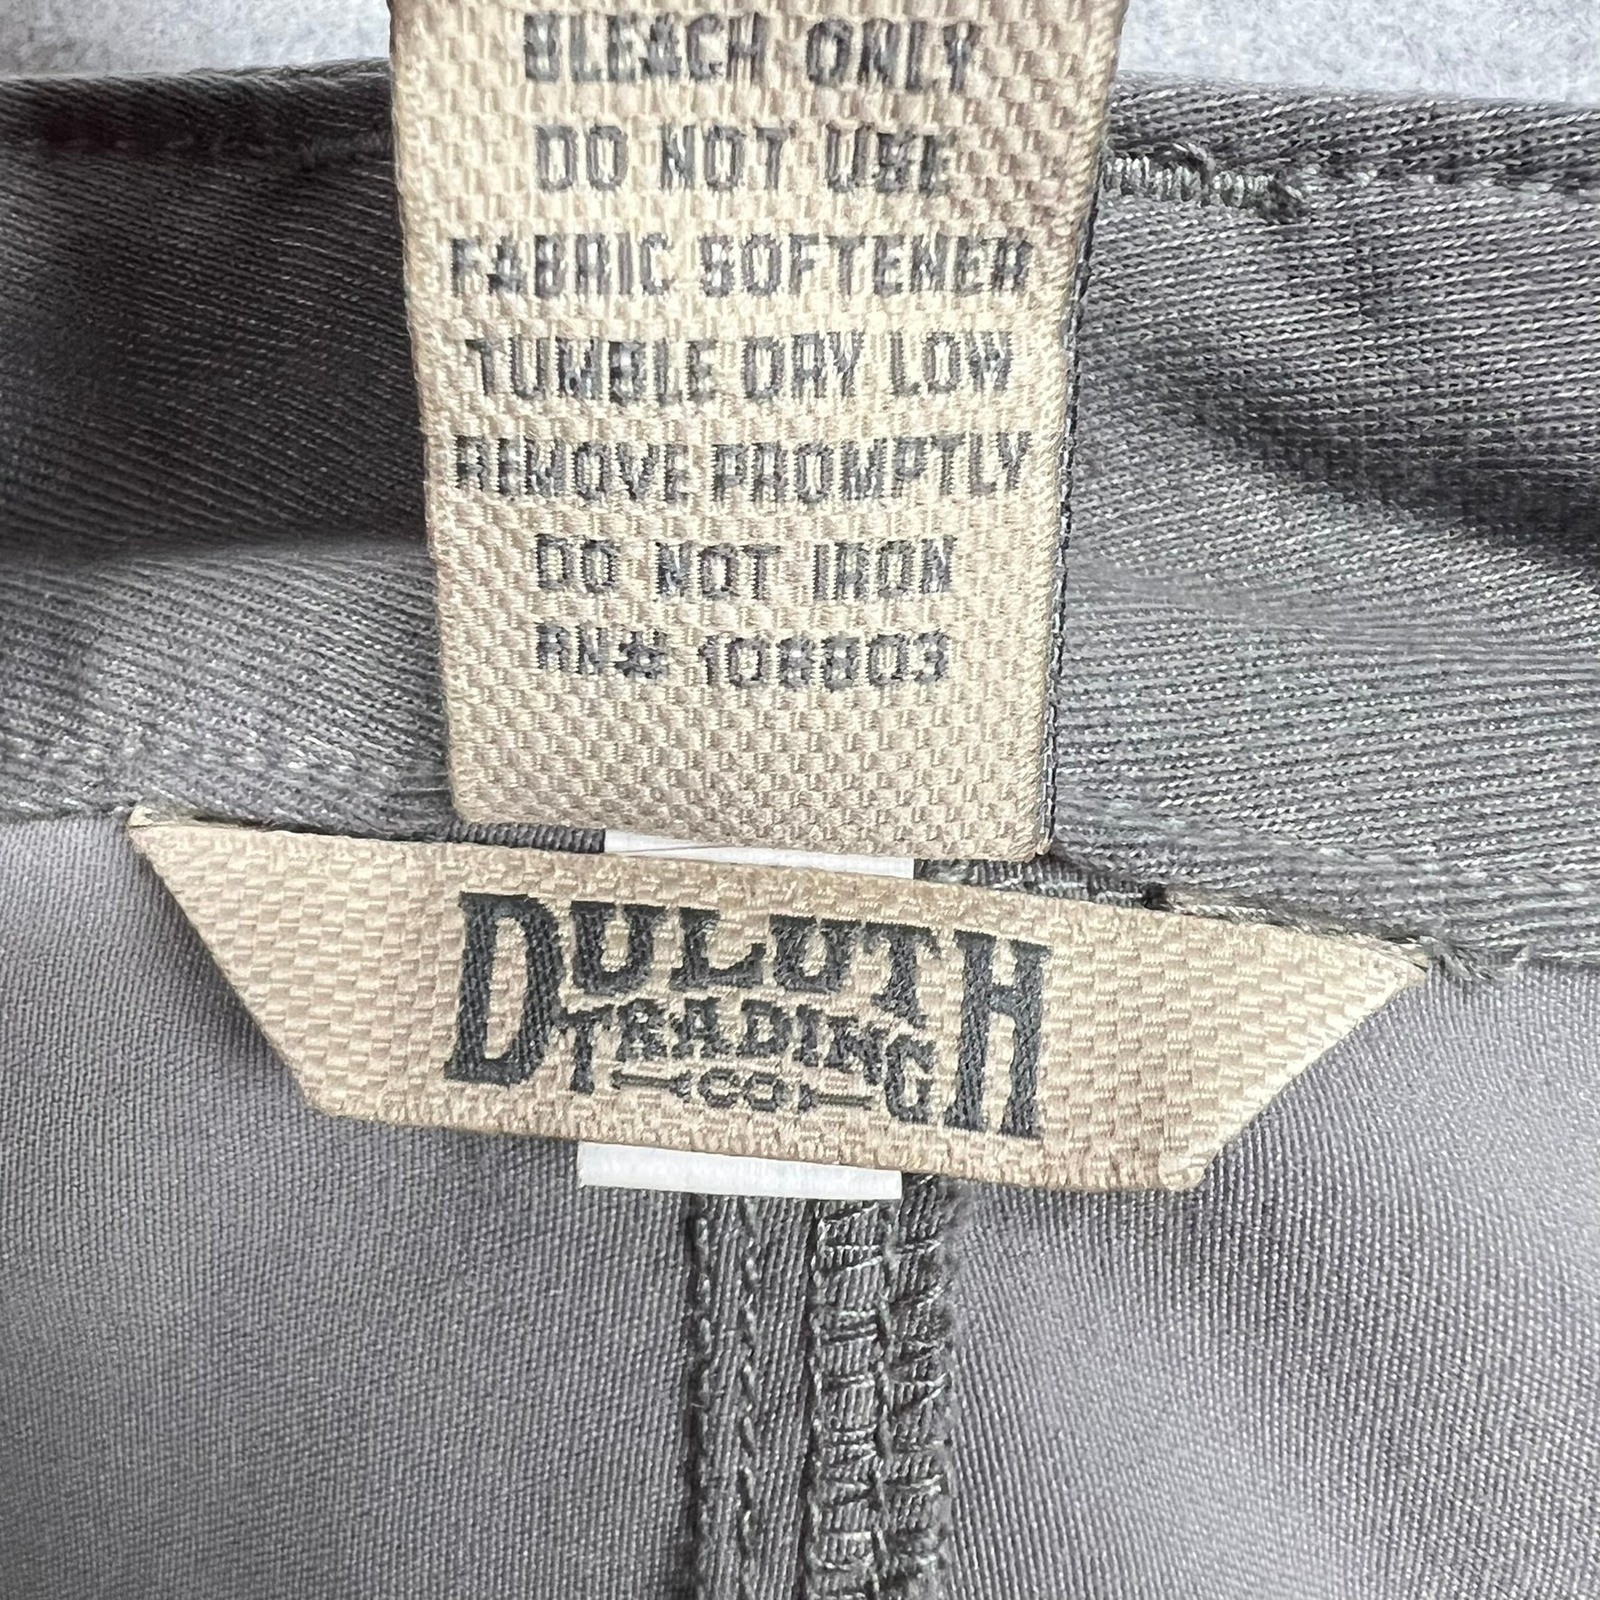 BLEACH ONLY
DO NOT USE
FABRIC SOFTENER
TUMBLE DRY LOW
REMOVE PROMPTLY
DO NOT IRON
RN# 106803
DULUTH
TRADING
CO